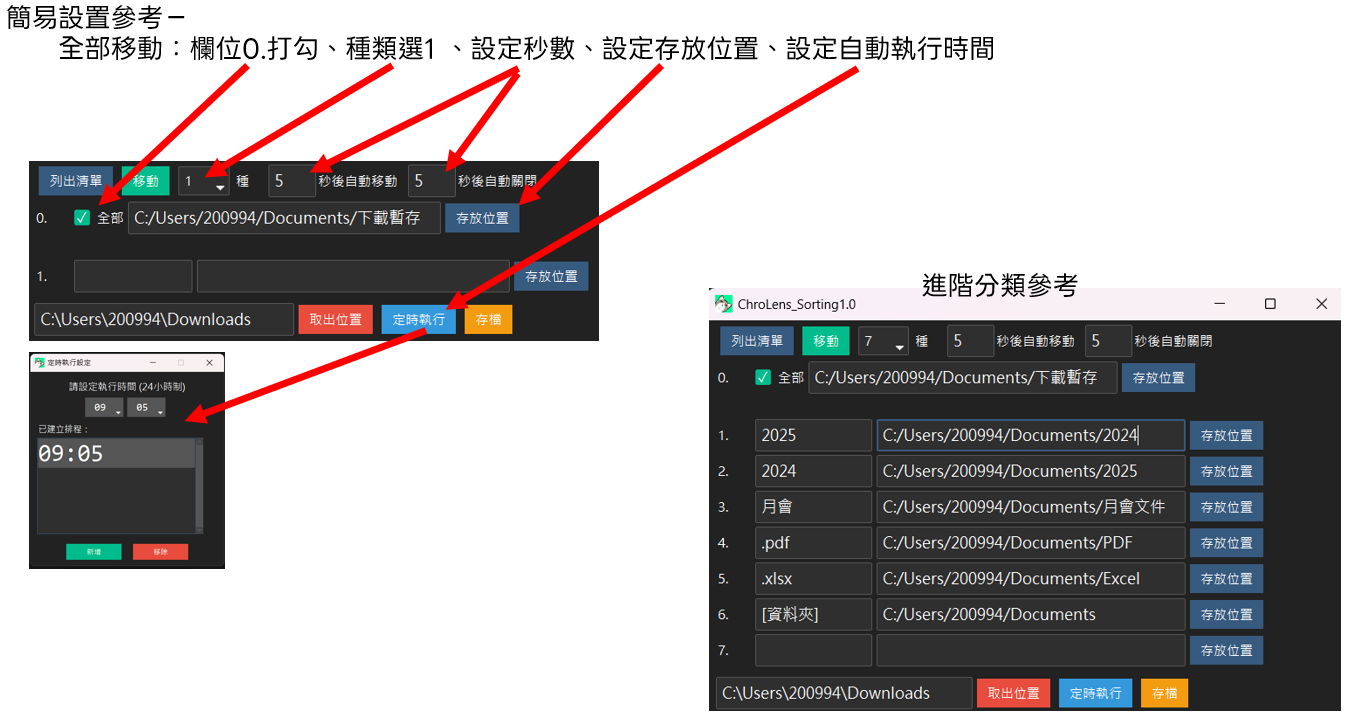 簡易設置參考－
全部移動：欄位0.打勾、種類選1 、設定秒數、設定存放位置、設定自動執行時間
列出清單 移動 1 種 5 秒後自動移動 5 秒後自動關閉
0. 全部 C:/Users/200994/Documents/下載暫存 存放位置
1. 存放位置
C:\Users\200994\Downloads 取出位置 定時執行 存檔
定時執行設定
請設定執行時間 (24小時制)
09 05
已建立排程：
09:05
新增 移除
進階分類參考
ChroLens_Sorting1.0
列出清單 移動 7 種 5 秒後自動移動 5 秒後自動關閉
0. 全部 C:/Users/200994/Documents/下載暫存 存放位置
1. 2025 C:/Users/200994/Documents/2024 存放位置
2. 2024 C:/Users/200994/Documents/2025 存放位置
3. 月會 C:/Users/200994/Documents/月會文件 存放位置
4. .pdf C:/Users/200994/Documents/PDF 存放位置
5. .xlsx C:/Users/200994/Documents/Excel 存放位置
6. [資料夾] C:/Users/200994/Documents 存放位置
7. 存放位置
C:\Users\200994\Downloads 取出位置 定時執行 存檔